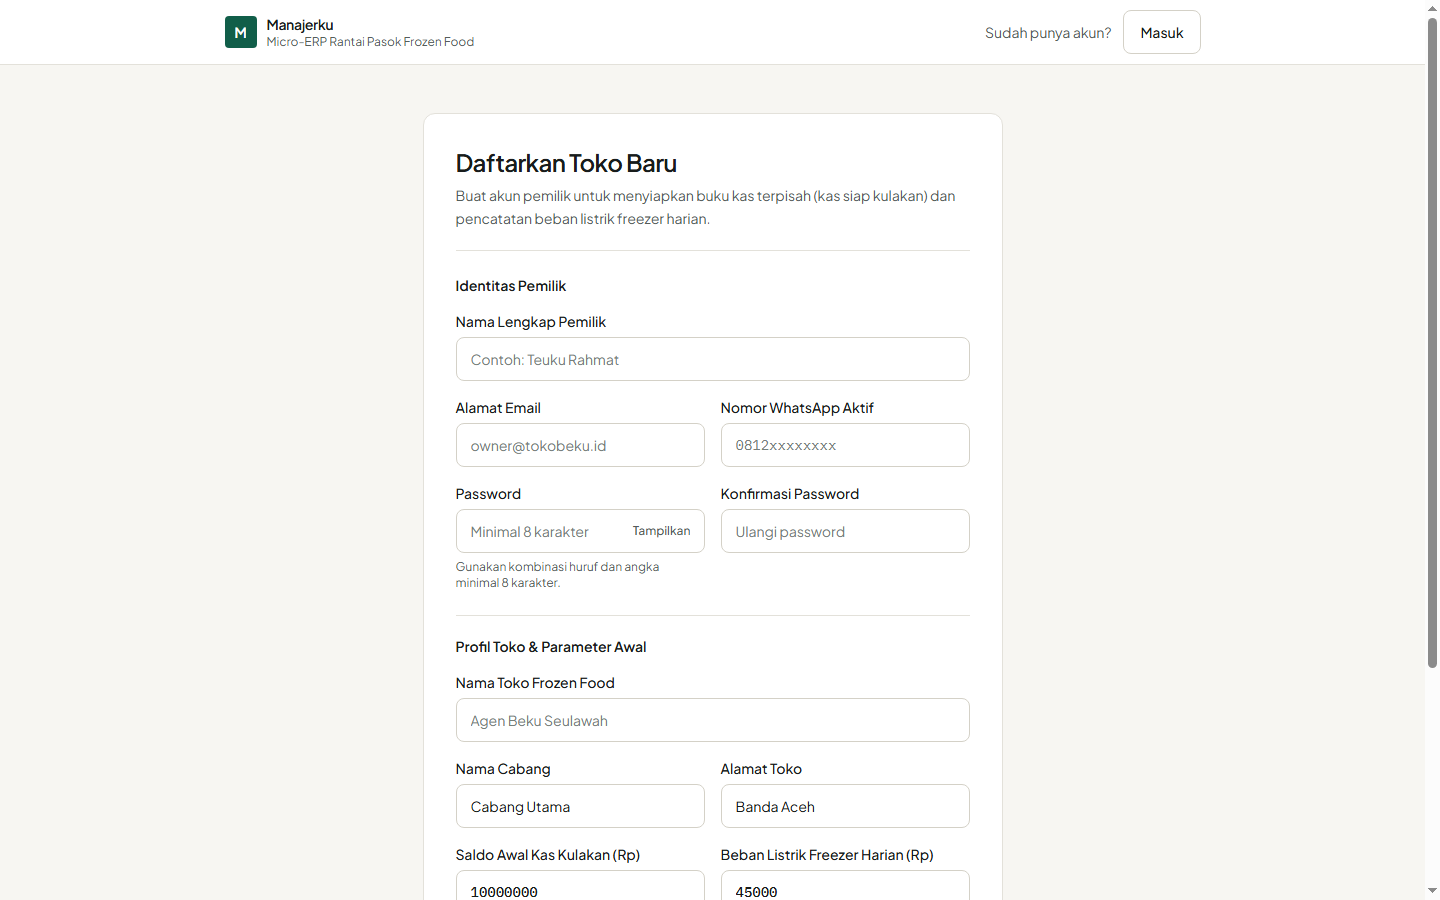 M
Manajerku
Micro-ERP Rantai Pasok Frozen Food
Sudah punya akun?
Masuk
Daftarkan Toko Baru
Buat akun pemilik untuk menyiapkan buku kas terpisah (kas siap kulakan) dan
pencatatan beban listrik freezer harian.
Identitas Pemilik
Nama Lengkap Pemilik
Contoh: Teuku Rahmat
Alamat Email
Nomor WhatsApp Aktif
owner@tokobeku.id
0812xxxxxxxx
Password
Konfirmasi Password
Minimal 8 karakter
Tampilkan
Ulangi password
Gunakan kombinasi huruf dan angka
minimal 8 karakter.
Profil Toko & Parameter Awal
Nama Toko Frozen Food
Agen Beku Seulawah
Nama Cabang
Alamat Toko
Cabang Utama
Banda Aceh
Saldo Awal Kas Kulakan (Rp)
Beban Listrik Freezer Harian (Rp)
10000000
45000